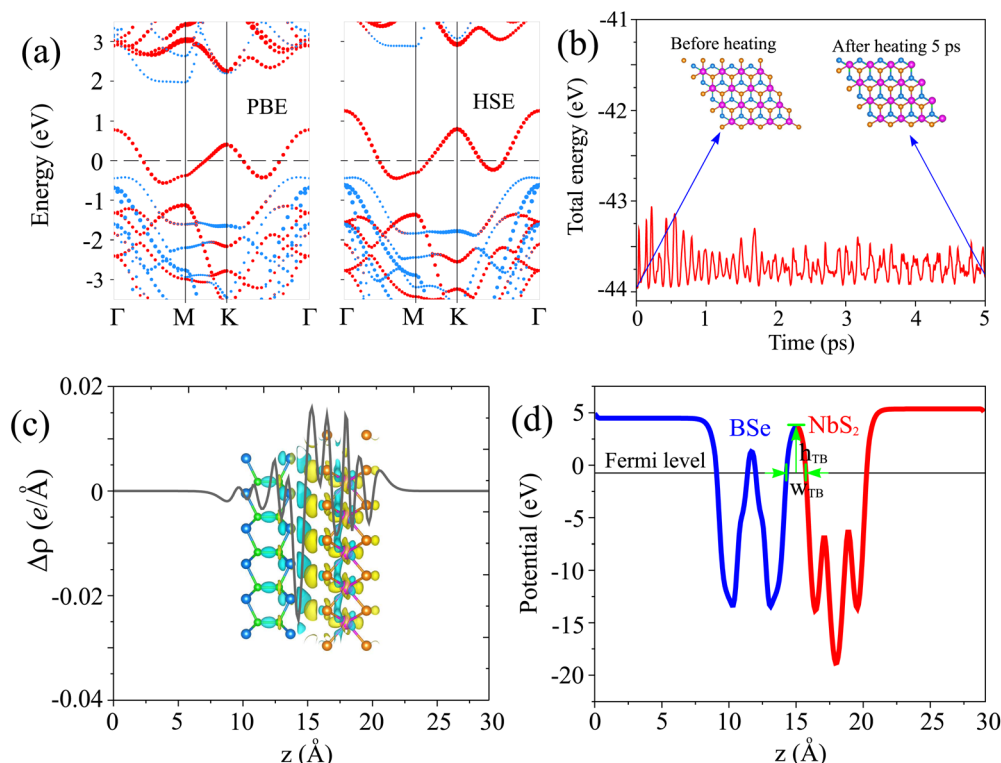 (a)
Energy (eV)
3
2
1
0
-1
-2
-3
PBE
HSE
Γ M K Γ
Γ M K Γ
(b)
Total energy (eV)
-41
-42
-43
-44
Before heating
After heating 5 ps
0 1 2 3 4 5
Time (ps)
(c)
Δρ (e/Å)
0.02
0
-0.02
-0.04
0 5 10 15 20 25 30
z (Å)
(d)
Potential (eV)
5
0
-5
-10
-15
-20
BSe
NbS₂
Fermi level
hTB
wTB
0 5 10 15 20 25 30
z (Å)